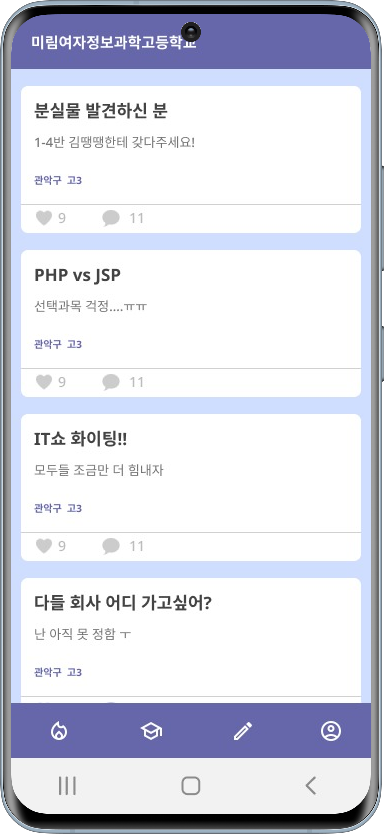 미림여자정보과학고등학교
분실물 발견하신 분
1-4반 김땡땡한테 갖다주세요!
관악구 고3
9 11
PHP vs JSP
선택과목 걱정....ㅠㅠ
관악구 고3
9 11
IT쇼 화이팅!!
모두들 조금만 더 힘내자
관악구 고3
9 11
다들 회사 어디 가고싶어?
난 아직 못 정함 ㅜ
관악구 고3